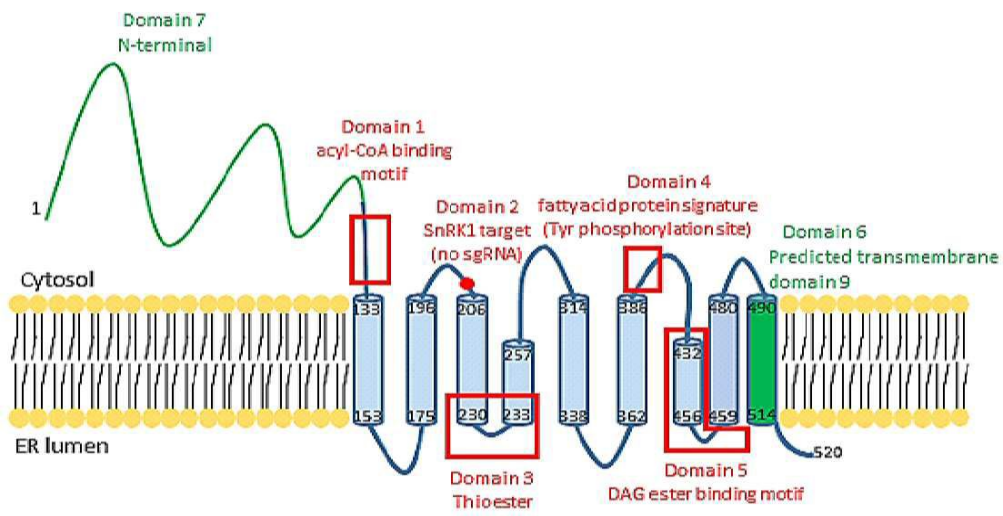 Domain 7
N-terminal
Domain 1
acyl-CoA binding
motif
1
Domain 2
SnRK1 target
(no sgRNA)
Domain 4
fatty acid protein signature
(Tyr phosphorylation site)
Domain 6
Predicted transmembrane
domain 9
Cytosol
133
196
206
257
314
386
432
480
490
153
175
230
233
338
362
456
459
514
ER lumen
520
Domain 3
Thioester
Domain 5
DAG ester binding motif